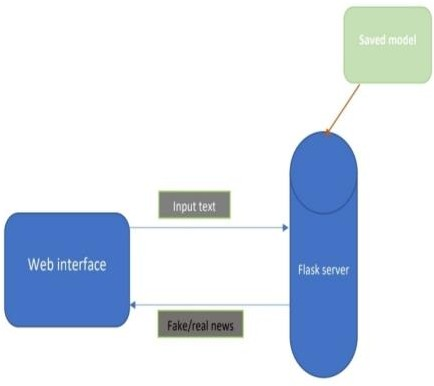 Saved model
Input text
Web interface
Flask server
Fake/real news